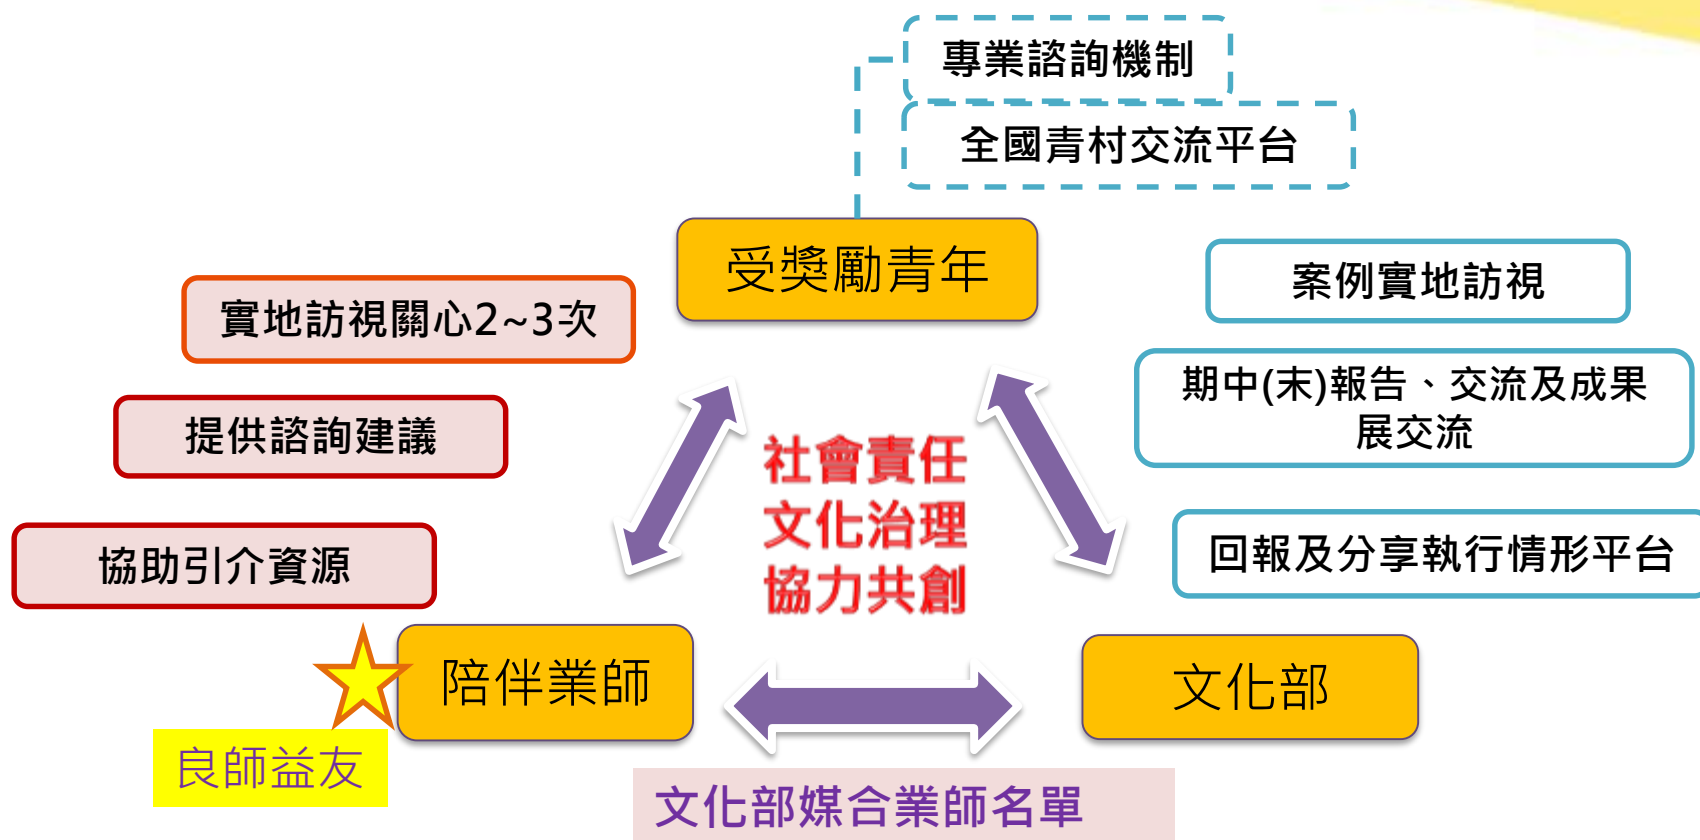 專業諮詢機制
全國青村交流平台
受獎勵青年
實地訪視關心2~3次
提供諮詢建議
協助引介資源
案例實地訪視
期中(末)報告、交流及成果
展交流
回報及分享執行情形平台
社會責任
文化治理
協力共創
陪伴業師
文化部
良師益友
文化部媒合業師名單